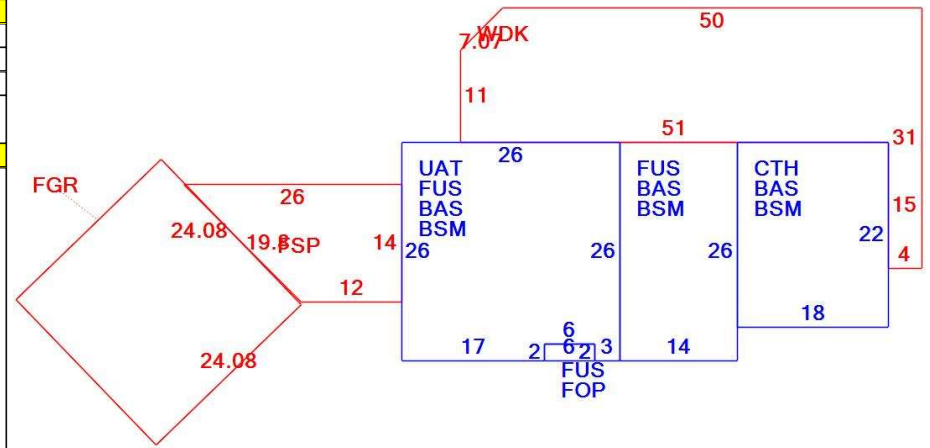 50
WDK
7.07
11
51
31
26
UAT
FUS
BAS
BSM
FUS
BAS
BSM
CTH
BAS
BSM
FGR
26
15
24.08
19.8
FSP
14
26
26
26
22
4
12
18
6
17
2
6
2
3
14
FUS
FOP
24.08